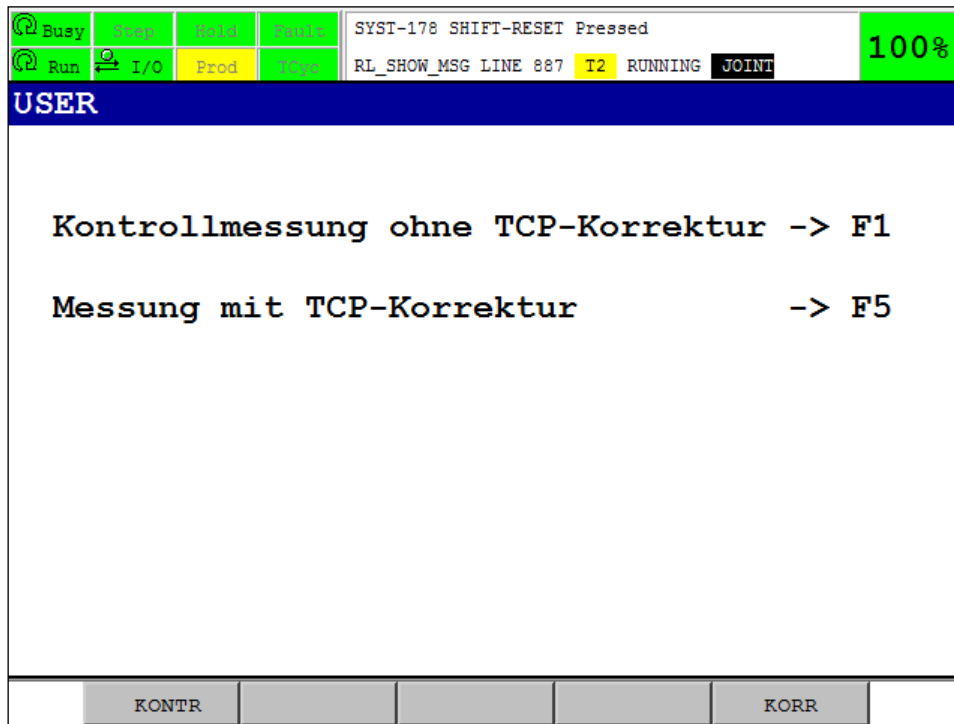 Busy Step Hold Fault SYST-178 SHIFT-RESET Pressed
Run I/O Prod TCyc RL_SHOW_MSG LINE 887 T2 RUNNING JOINT 100%
USER
Kontrollmessung ohne TCP-Korrektur -> F1
Messung mit TCP-Korrektur -> F5
KONTR KORR